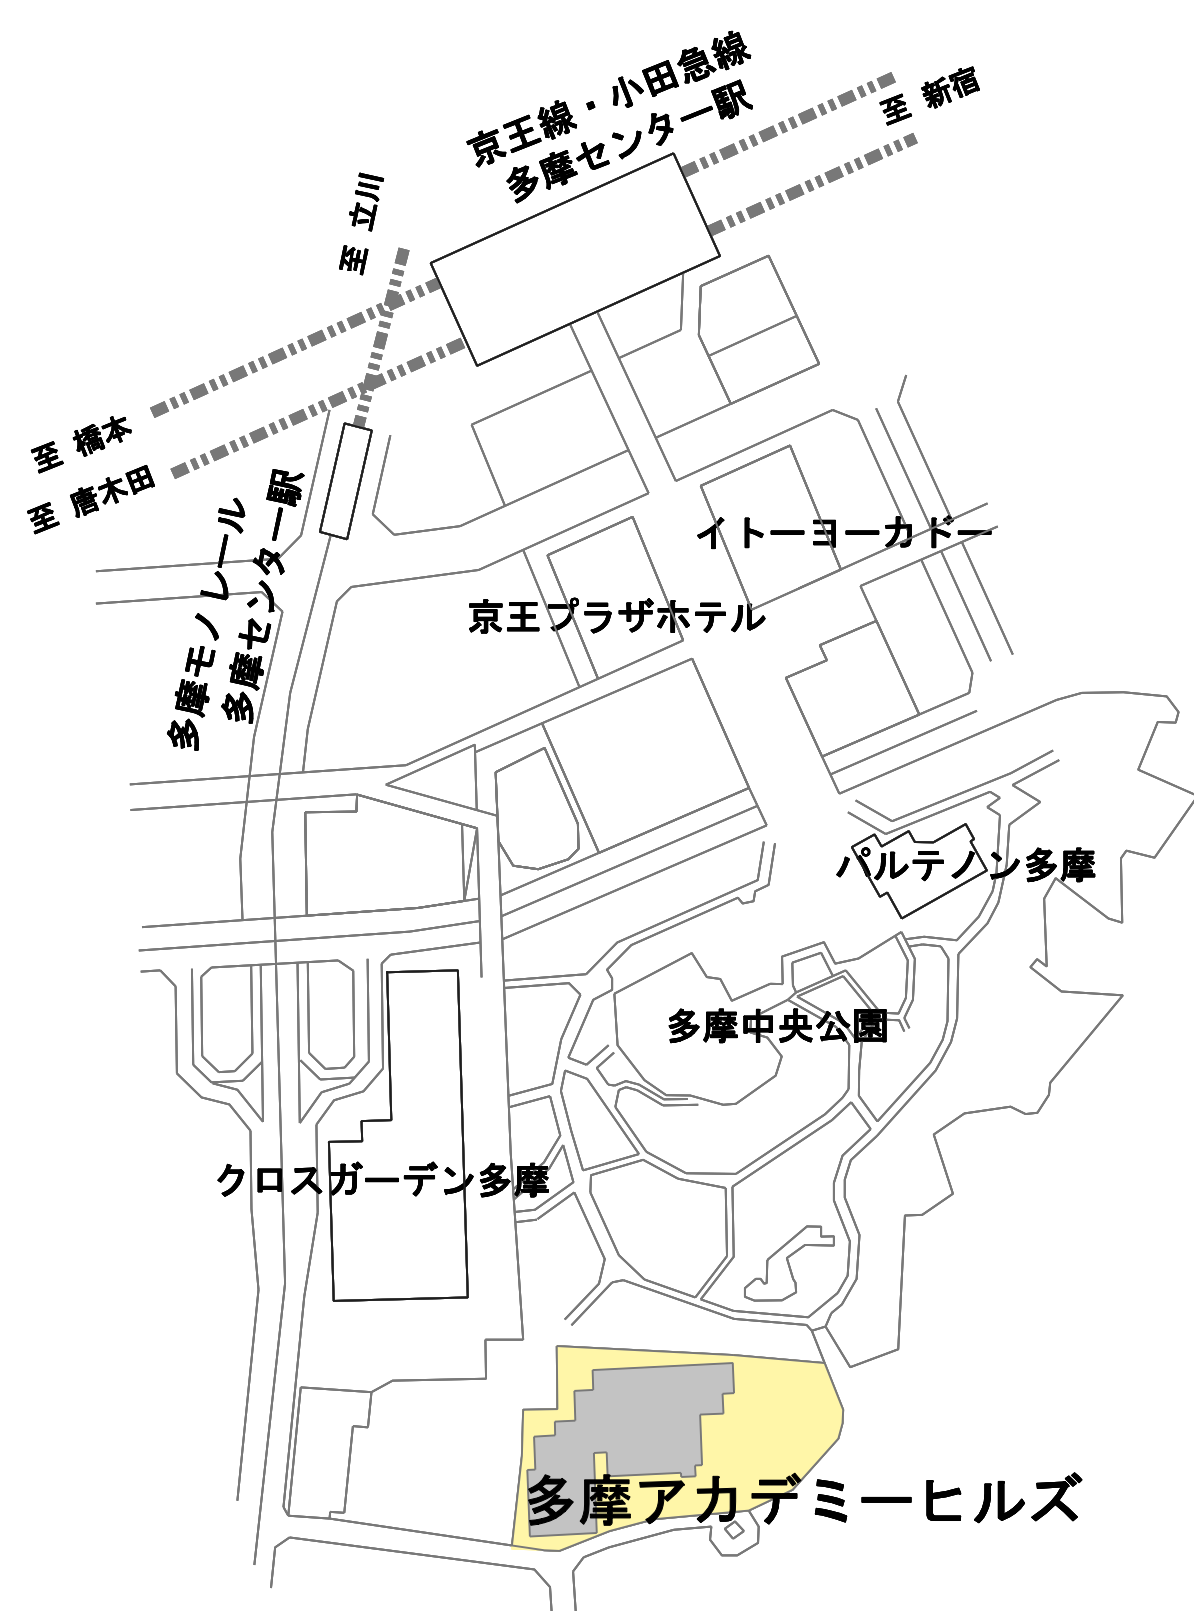 京王線・小田急線
多摩センター駅
至 新宿
至 立川
至 橋本
至 唐木田
多摩モノレール
多摩センター駅
イトーヨーカドー
京王プラザホテル
パルテノン多摩
多摩中央公園
クロスガーデン多摩
多摩アカデミーヒルズ